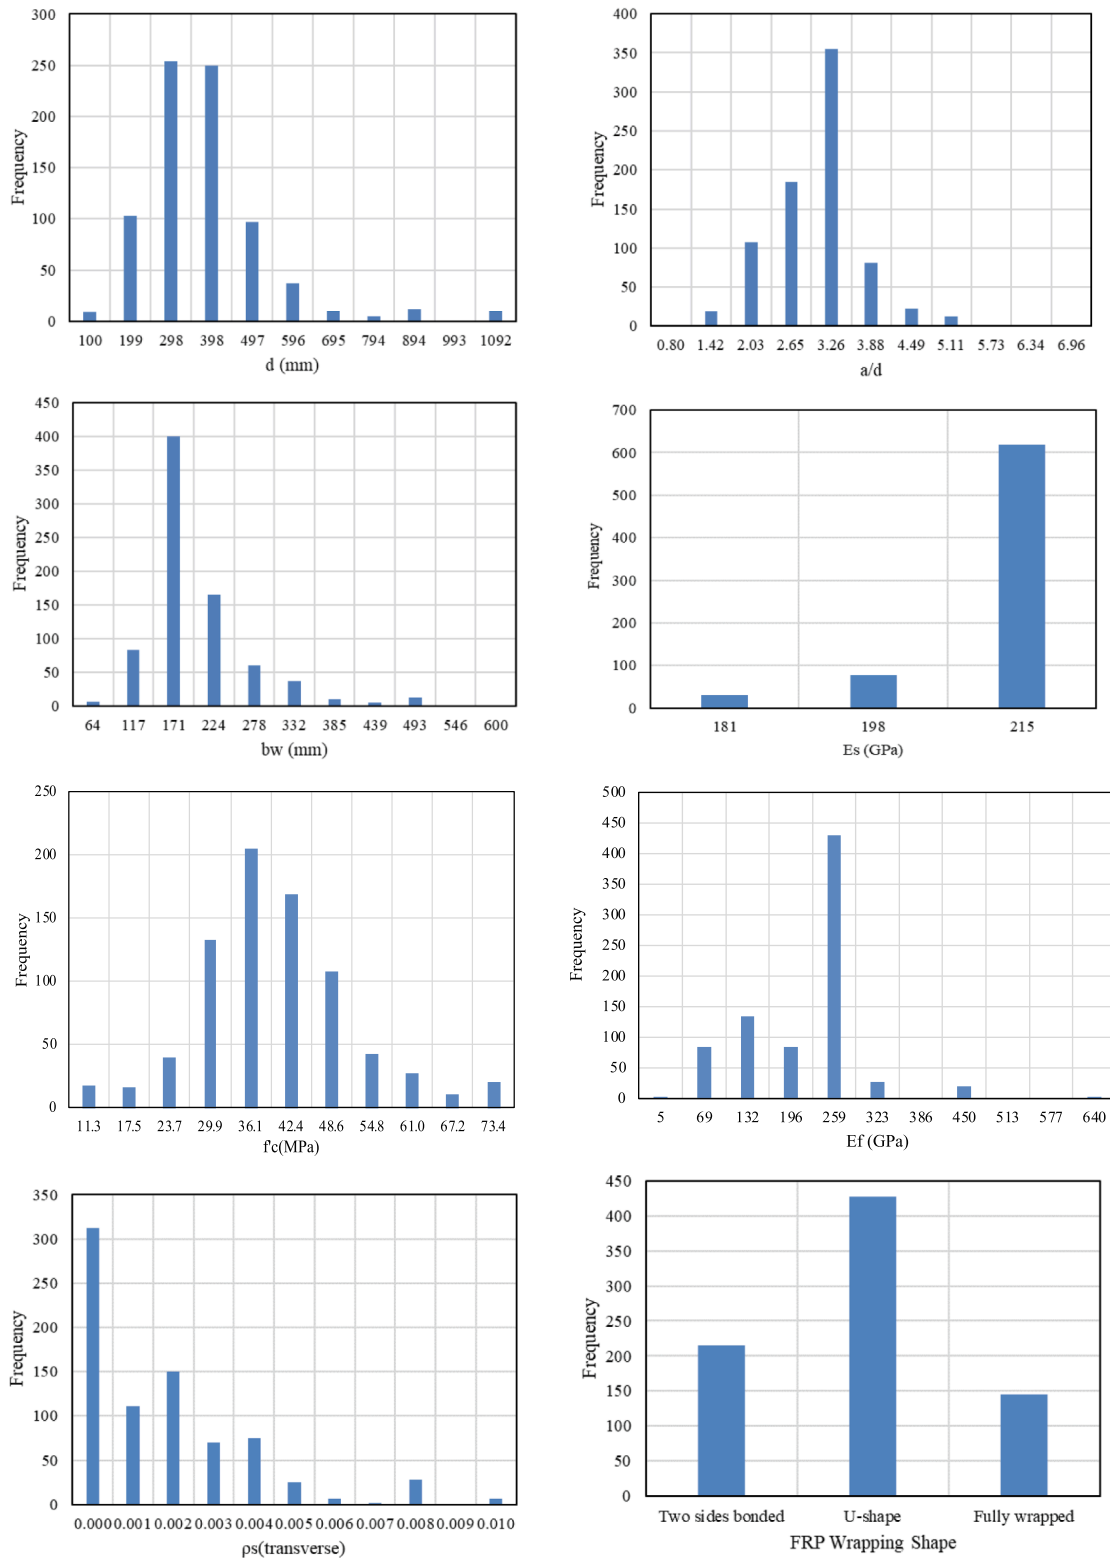 300
250
200
150
100
50
0
Frequency
100 199 298 398 497 596 695 794 894 993 1092
d (mm)
400
350
300
250
200
150
100
50
0
Frequency
0.80 1.42 2.03 2.65 3.26 3.88 4.49 5.11 5.73 6.34 6.96
a/d
450
400
350
300
250
200
150
100
50
0
Frequency
64 117 171 224 278 332 385 439 493 546 600
bw (mm)
700
600
500
400
300
200
100
0
Frequency
181 198 215
Es (GPa)
250
200
150
100
50
0
Frequency
11.3 17.5 23.7 29.9 36.1 42.4 48.6 54.8 61.0 67.2 73.4
f'c(MPa)
500
450
400
350
300
250
200
150
100
50
0
Frequency
5 69 132 196 259 323 386 450 513 577 640
Ef (GPa)
350
300
250
200
150
100
50
0
Frequency
0.000 0.001 0.002 0.003 0.004 0.005 0.006 0.007 0.008 0.009 0.010
ρs(transverse)
450
400
350
300
250
200
150
100
50
0
Frequency
Two sides bonded U-shape Fully wrapped
FRP Wrapping Shape